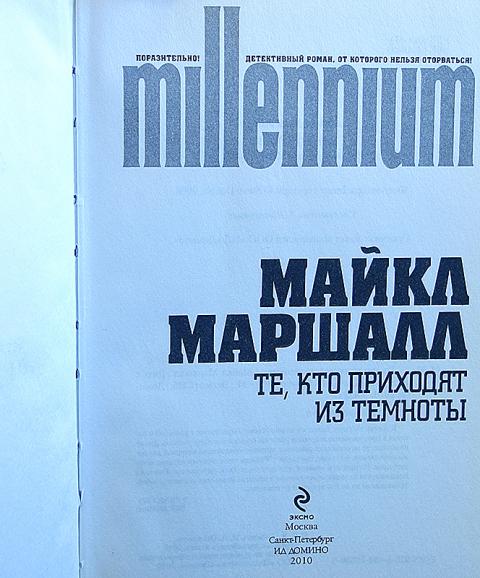 ПОРАЗИТЕЛЬНО! ДЕТЕКТИВНЫЙ РОМАН, ОТ КОТОРОГО НЕЛЬЗЯ ОТОРВАТЬСЯ!
millennium
МАЙКЛ
МАРШАЛЛ
ТЕ, КТО ПРИХОДЯТ
ИЗ ТЕМНОТЫ
ЭКСМО
Москва
Санкт-Петербург
ИД ДОМИНО
2010